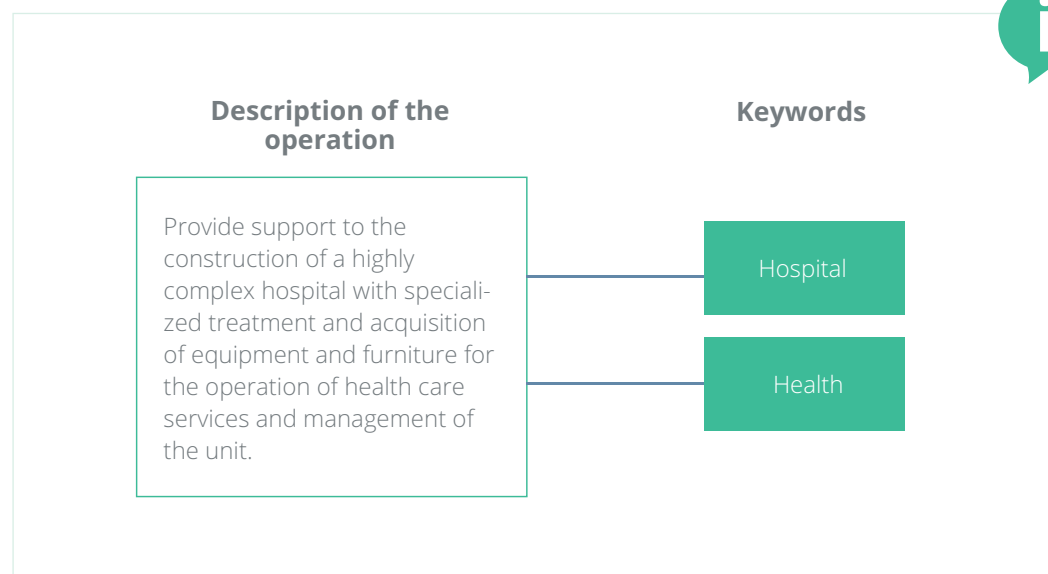 Description of the
operation
Keywords
Provide support to the
construction of a highly
complex hospital with speciali-
zed treatment and acquisition
of equipment and furniture for
the operation of health care
services and management of
the unit.
Hospital
Health